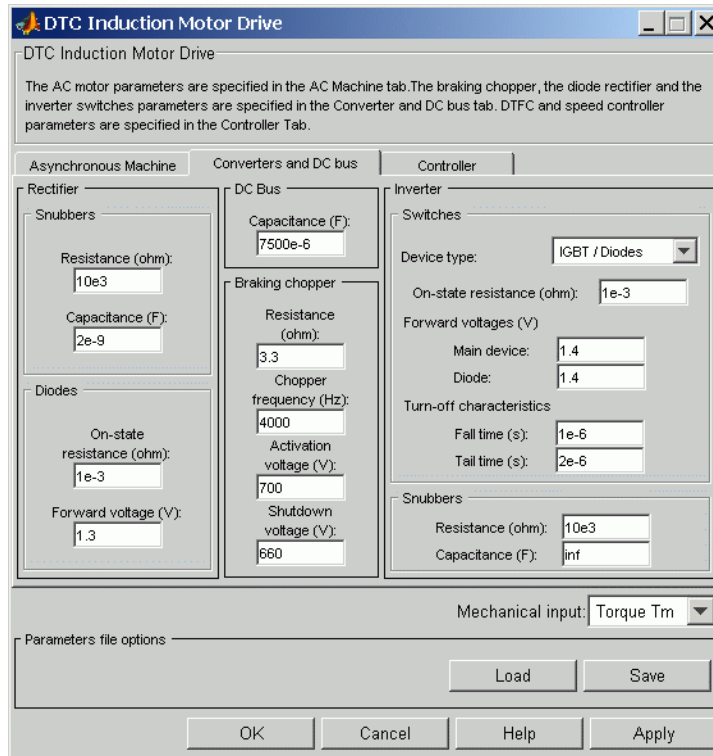 DTC Induction Motor Drive
DTC Induction Motor Drive
The AC motor parameters are specified in the AC Machine tab.The braking chopper, the diode rectifier and the
inverter switches parameters are specified in the Converter and DC bus tab. DTFC and speed controller
parameters are specified in the Controller Tab.
Asynchronous Machine
Converters and DC bus
Controller
Rectifier
Snubbers
Resistance (ohm):
10e3
Capacitance (F):
2e-9
Diodes
On-state
resistance (ohm):
1e-3
Forward voltage (V):
1.3
DC Bus
Capacitance (F):
7500e-6
Braking chopper
Resistance
(ohm):
3.3
Chopper
frequency (Hz):
4000
Activation
voltage (V):
700
Shutdown
voltage (V):
660
Inverter
Switches
Device type:
IGBT / Diodes
On-state resistance (ohm):
1e-3
Forward voltages (V)
Main device:
1.4
Diode:
1.4
Turn-off characteristics
Fall time (s):
1e-6
Tail time (s):
2e-6
Snubbers
Resistance (ohm):
10e3
Capacitance (F):
inf
Mechanical input:
Torque Tm
Parameters file options
Load
Save
OK
Cancel
Help
Apply